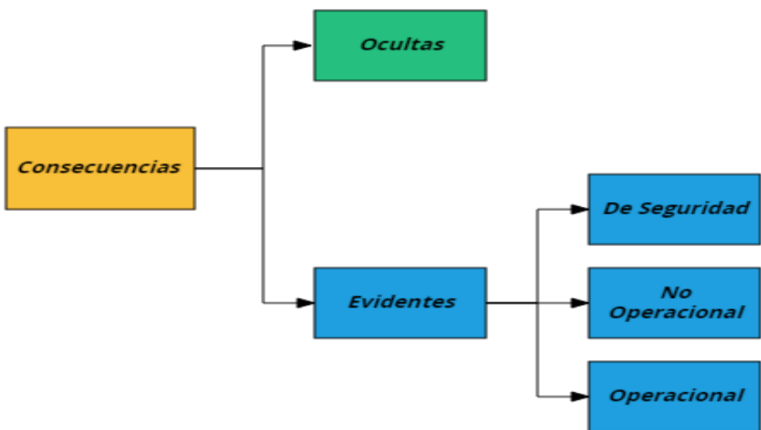 Ocultas
Consecuencias
De Seguridad
Evidentes
No
Operacional
Operacional